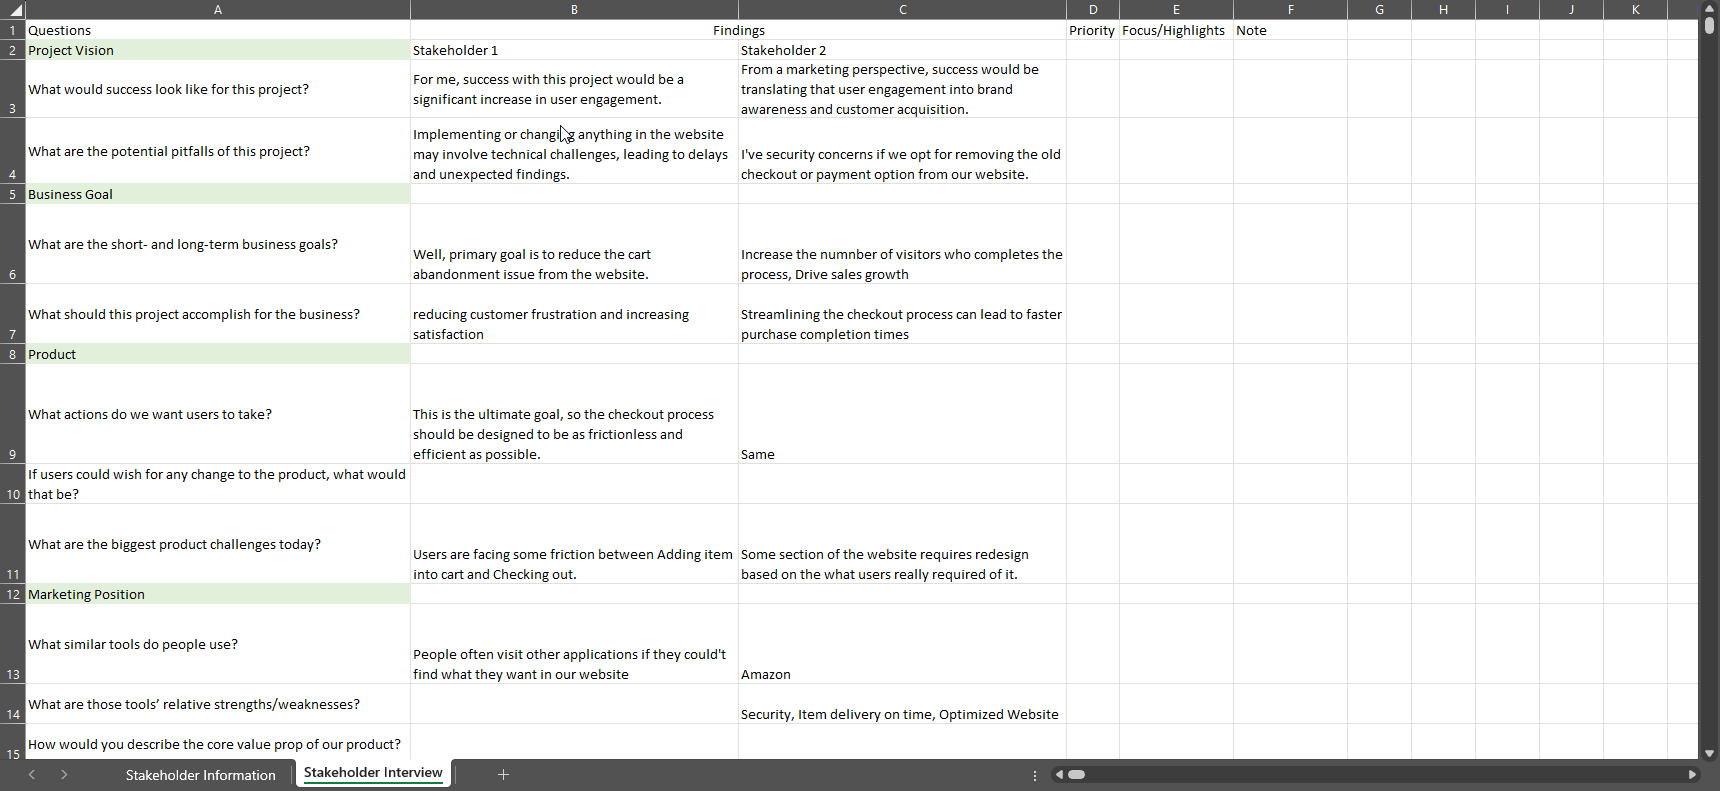 A B C D E F G H I J K
1 Questions Findings Priority Focus/Highlights Note
2 Project Vision Stakeholder 1 Stakeholder 2
3 What would success look like for this project?
For me, success with this project would be a
significant increase in user engagement.
From a marketing perspective, success would be
translating that user engagement into brand
awareness and customer acquisition.
4 What are the potential pitfalls of this project?
Implementing or changing anything in the website
may involve technical challenges, leading to delays
and unexpected findings.
I've security concerns if we opt for removing the old
checkout or payment option from our website.
5 Business Goal
6 What are the short- and long-term business goals?
Well, primary goal is to reduce the cart
abandonment issue from the website.
Increase the numnber of visitors who completes the
process, Drive sales growth
7 What should this project accomplish for the business?
reducing customer frustration and increasing
satisfaction
Streamlining the checkout process can lead to faster
purchase completion times
8 Product
9 What actions do we want users to take?
This is the ultimate goal, so the checkout process
should be designed to be as frictionless and
efficient as possible.
Same
10 If users could wish for any change to the product, what would
that be?
11 What are the biggest product challenges today?
Users are facing some friction between Adding item
into cart and Checking out.
Some section of the website requires redesign
based on the what users really required of it.
12 Marketing Position
13 What similar tools do people use?
People often visit other applications if they could't
find what they want in our website
Amazon
14 What are those tools’ relative strengths/weaknesses?
Security, Item delivery on time, Optimized Website
15 How would you describe the core value prop of our product?
Stakeholder Information Stakeholder Interview